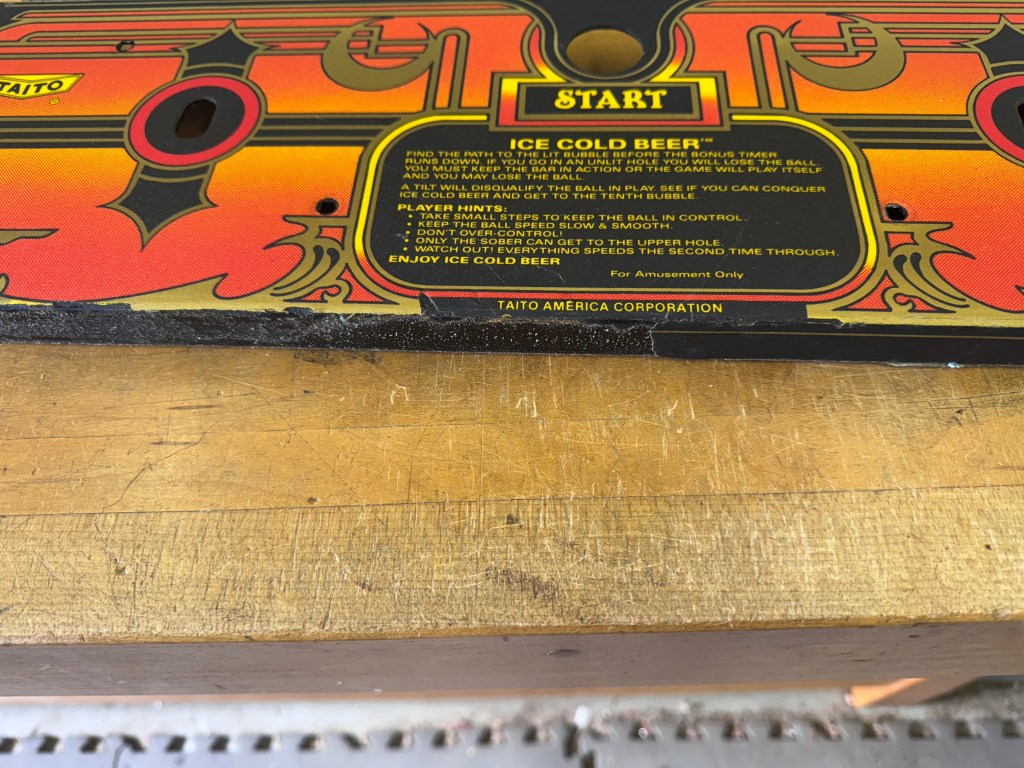 TAITO
START
ICE COLD BEER™
FIND THE PATH TO THE LIT BUBBLE BEFORE THE BONUS TIMER
RUNS DOWN. IF YOU GO IN AN UNLIT HOLE YOU WILL LOSE THE BALL.
YOU MUST KEEP THE BAR IN ACTION OR THE GAME WILL PLAY ITSELF
AND YOU MAY LOSE THE BALL.
A TILT WILL DISQUALIFY THE BALL IN PLAY. SEE IF YOU CAN CONQUER
ICE COLD BEER AND GET TO THE TENTH BUBBLE.
PLAYER HINTS:
• TAKE SMALL STEPS TO KEEP THE BALL IN CONTROL.
• KEEP THE BALL SPEED SLOW & SMOOTH.
• DON'T OVER-CONTROL!
• ONLY THE SOBER CAN GET TO THE UPPER HOLE.
• WATCH OUT! EVERYTHING SPEEDS THE SECOND TIME THROUGH.
ENJOY ICE COLD BEER
For Amusement Only
TAITO AMERICA CORPORATION